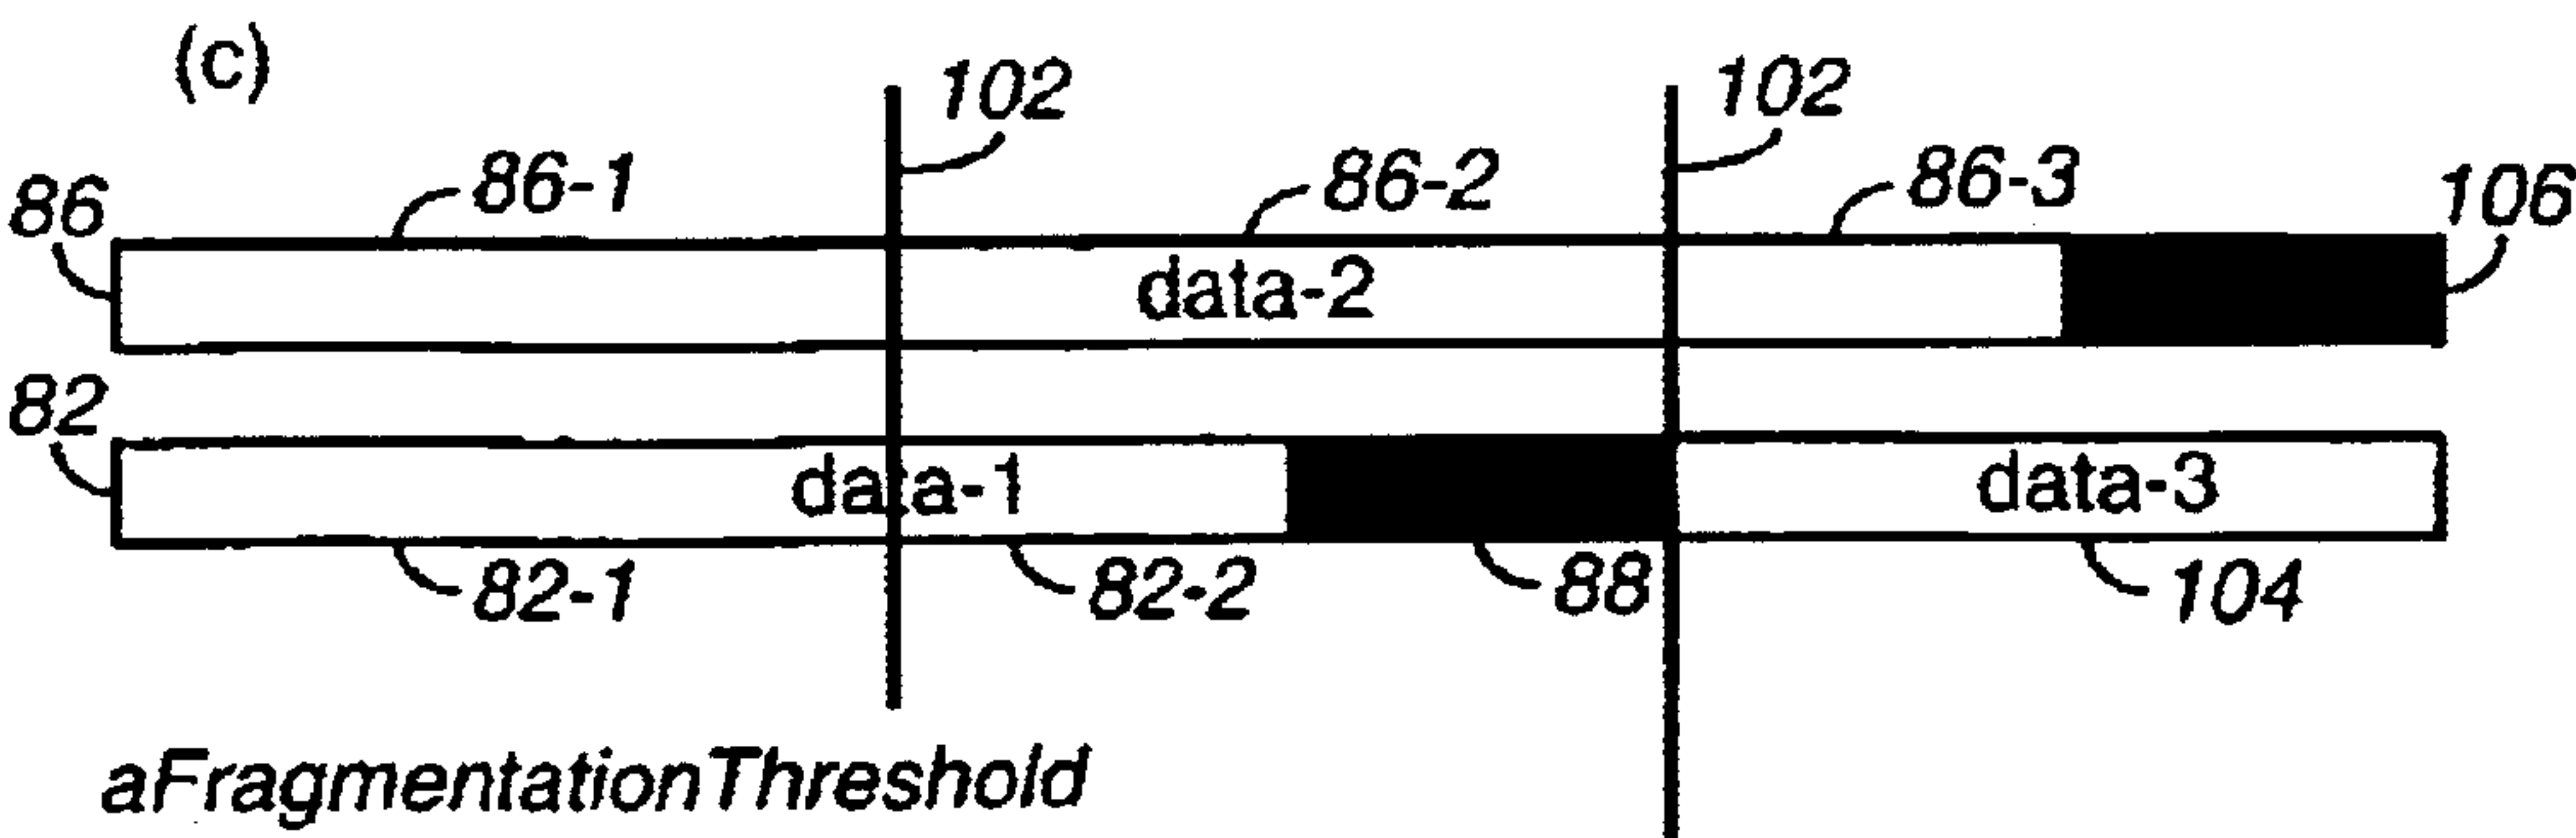 (c)
102 102
86 86-1 86-2 86-3 106
data-2
82
data-1 data-3
82-1 82-2 88 104
aFragmentationThreshold